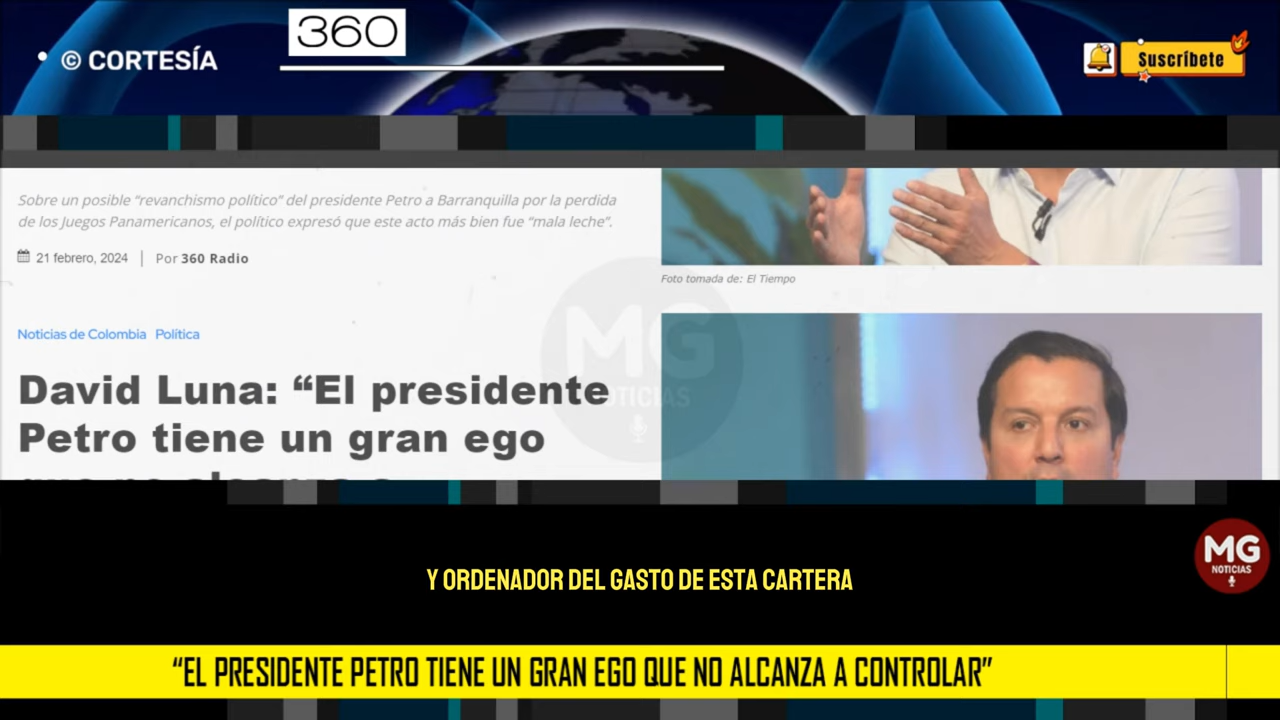 360
© CORTESÍA
Suscríbete
Sobre un posible “revanchismo político” del presidente Petro a Barranquilla por la perdida
de los Juegos Panamericanos, el político expresó que este acto más bien fue “mala leche”.
21 febrero, 2024 | Por 360 Radio
Foto tomada de: El Tiempo
Noticias de Colombia Política
David Luna: “El presidente
Petro tiene un gran ego
MG
NOTICIAS
Y ORDENADOR DEL GASTO DE ESTA CARTERA
MG
NOTICIAS
“EL PRESIDENTE PETRO TIENE UN GRAN EGO QUE NO ALCANZA A CONTROLAR”